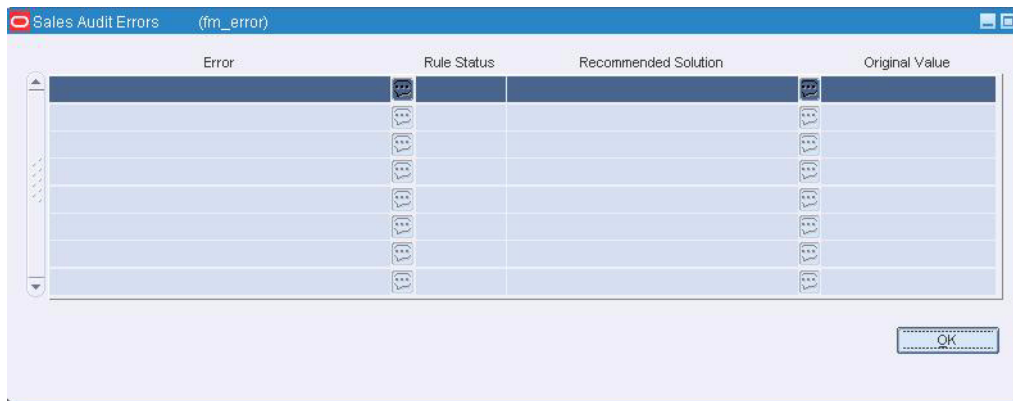 Sales Audit Errors (fm_error)
Error Rule Status Recommended Solution Original Value
OK